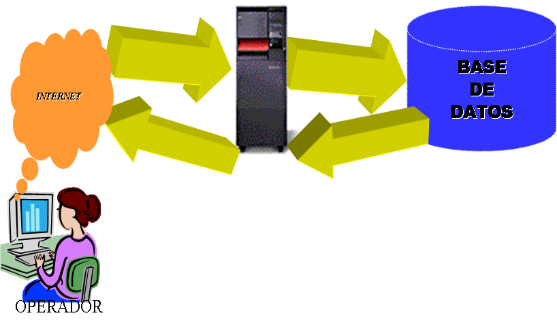 INTERNET
BASE
DE
DATOS
OPERADOR